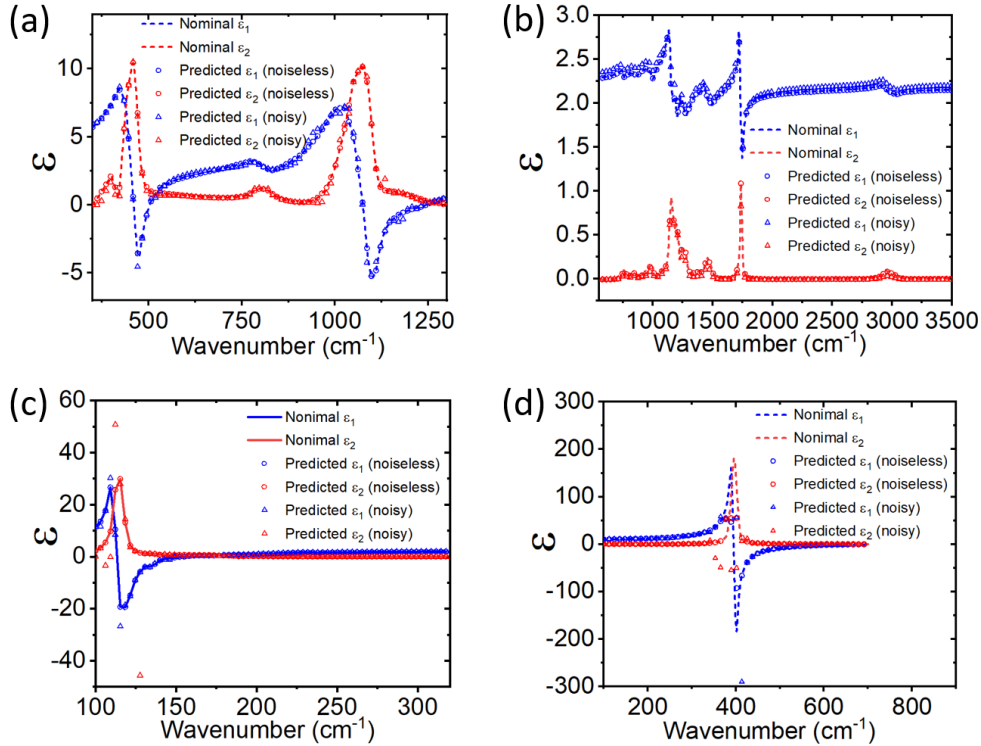 (a)
Nominal ε1
Nominal ε2
Predicted ε1 (noiseless)
Predicted ε2 (noiseless)
Predicted ε1 (noisy)
Predicted ε2 (noisy)
10
5
0
-5
ε
500
750
1000
1250
Wavenumber (cm-1)
(b)
3.0
2.5
2.0
1.5
1.0
0.5
0.0
ε
Nominal ε1
Nominal ε2
Predicted ε1 (noiseless)
Predicted ε2 (noiseless)
Predicted ε1 (noisy)
Predicted ε2 (noisy)
1000 1500 2000 2500 3000 3500
Wavenumber (cm-1)
(c)
60
40
20
0
-20
-40
ε
Nonimal ε1
Nonimal ε2
Predicted ε1 (noiseless)
Predicted ε2 (noiseless)
Predicted ε1 (noisy)
Predicted ε2 (noisy)
100 150 200 250 300
Wavenumber (cm-1)
(d)
300
200
100
0
-100
-200
-300
ε
Nominal ε1
Nominal ε2
Predicted ε1 (noiseless)
Predicted ε2 (noiseless)
Predicted ε1 (noisy)
Predicted ε2 (noisy)
200 400 600 800
Wavenumber (cm-1)